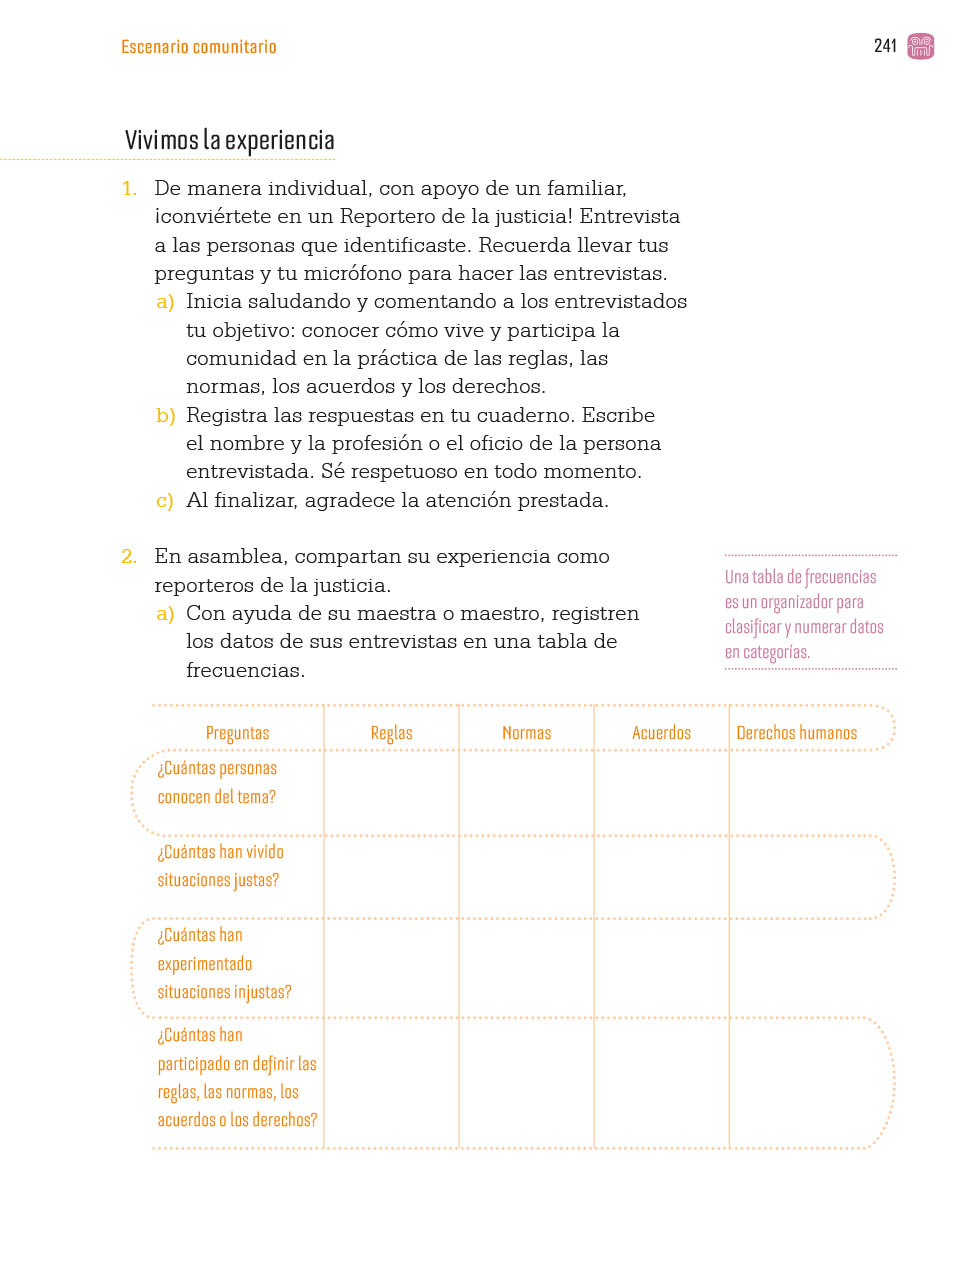 Escenario comunitario
241
Vivimos la experiencia
1. De manera individual, con apoyo de un familiar,
¡conviértete en un Reportero de la justicia! Entrevista
a las personas que identificaste. Recuerda llevar tus
preguntas y tu micrófono para hacer las entrevistas.
a) Inicia saludando y comentando a los entrevistados
tu objetivo: conocer cómo vive y participa la
comunidad en la práctica de las reglas, las
normas, los acuerdos y los derechos.
b) Registra las respuestas en tu cuaderno. Escribe
el nombre y la profesión o el oficio de la persona
entrevistada. Sé respetuoso en todo momento.
c) Al finalizar, agradece la atención prestada.
2. En asamblea, compartan su experiencia como
reporteros de la justicia.
a) Con ayuda de su maestra o maestro, registren
los datos de sus entrevistas en una tabla de
frecuencias.
Una tabla de frecuencias
es un organizador para
clasificar y numerar datos
en categorías.
Preguntas Reglas Normas Acuerdos Derechos humanos
¿Cuántas personas
conocen del tema?
¿Cuántas han vivido
situaciones justas?
¿Cuántas han
experimentado
situaciones injustas?
¿Cuántas han
participado en definir las
reglas, las normas, los
acuerdos o los derechos?